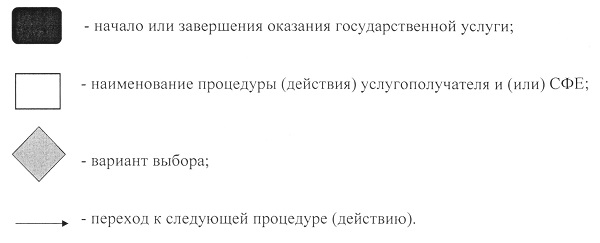 - начало или завершения оказания государственной услуги;
- наименование процедуры (действия) услугополучателя и (или) СФЕ;
- вариант выбора;
- переход к следующей процедуре (действию).